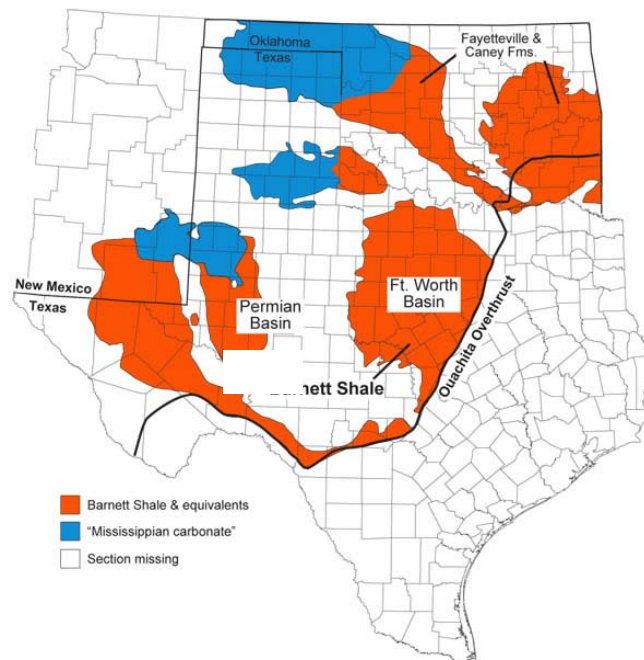 Oklahoma
Texas
Fayetteville &
Caney Fms.
New Mexico
Texas
Permian
Basin
Ft. Worth
Basin
Ouachita Overthrust
Shale
Barnett Shale & equivalents
"Mississippian carbonate"
Section missing